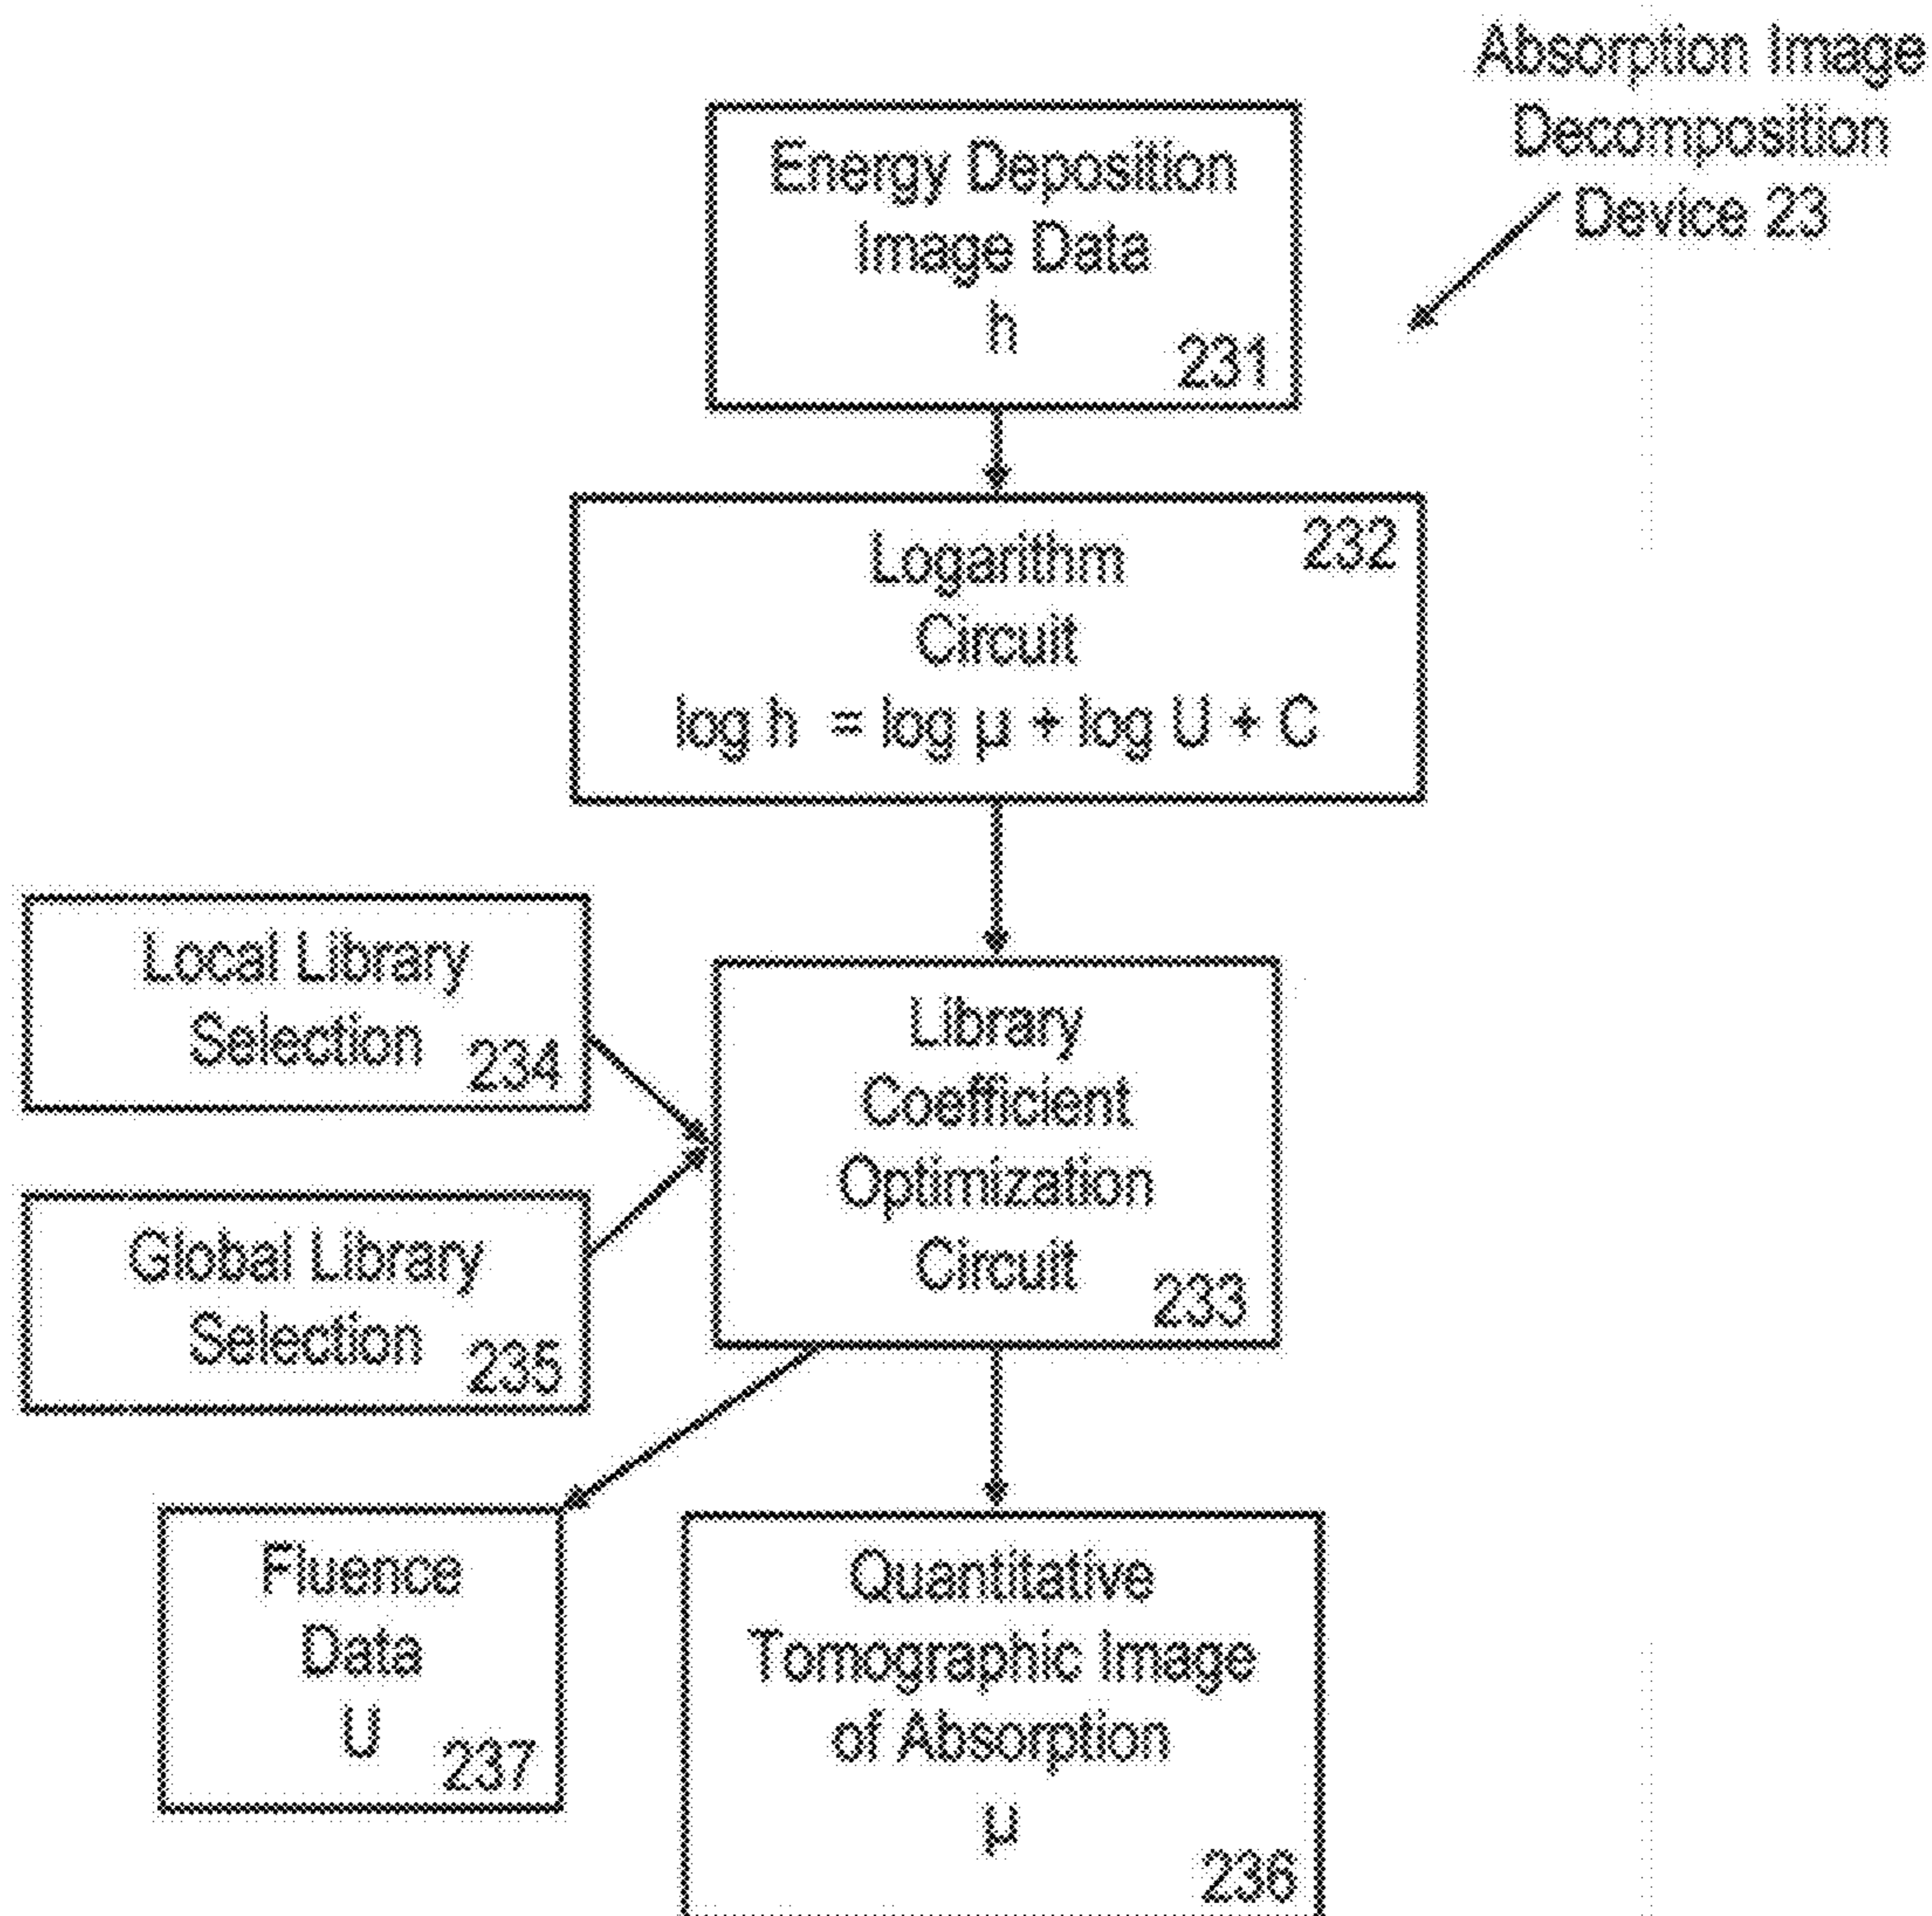 Absorption Image
Decomposition
Device 23
Energy Deposition
Image Data
h
231
232
Logarithm
Circuit
log h = log µ + log U + C
Local Library
Selection
234
Library
Coefficient
Optimization
Circuit
233
Global Library
Selection
235
Fluence
Data
U
237
Quantitative
Tomographic Image
of Absorption
µ
236